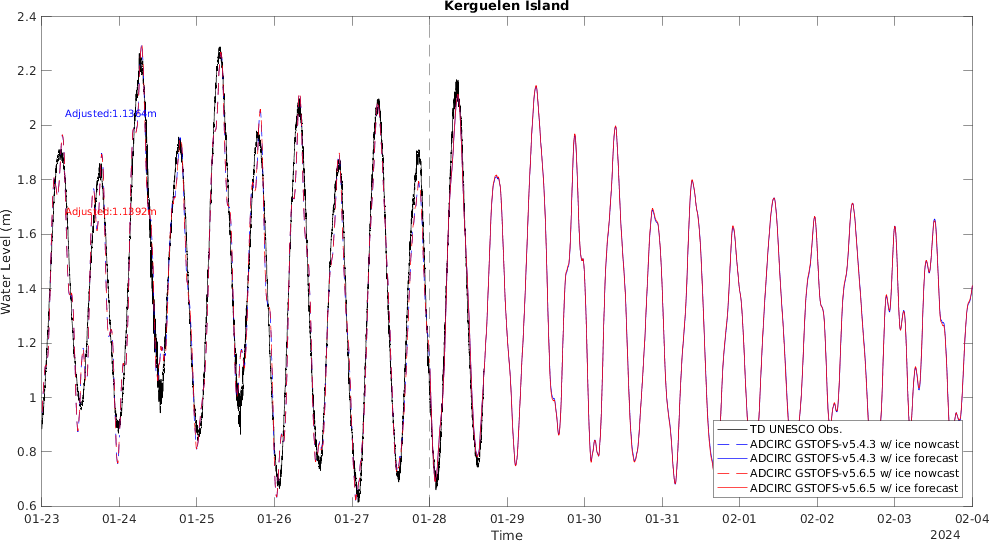 Kerguelen Island
2.4
2.2
2
1.8
1.6
1.4
1.2
1
0.8
0.6
Water Level (m)
Adjusted:1.1364m
Adjusted:1.1392m
TD UNESCO Obs.
ADCIRC GSTOFS-v5.4.3 w/ ice nowcast
ADCIRC GSTOFS-v5.4.3 w/ ice forecast
ADCIRC GSTOFS-v5.6.5 w/ ice nowcast
ADCIRC GSTOFS-v5.6.5 w/ ice forecast
01-23 01-24 01-25 01-26 01-27 01-28 01-29 01-30 01-31 02-01 02-02 02-03 02-04
Time
2024